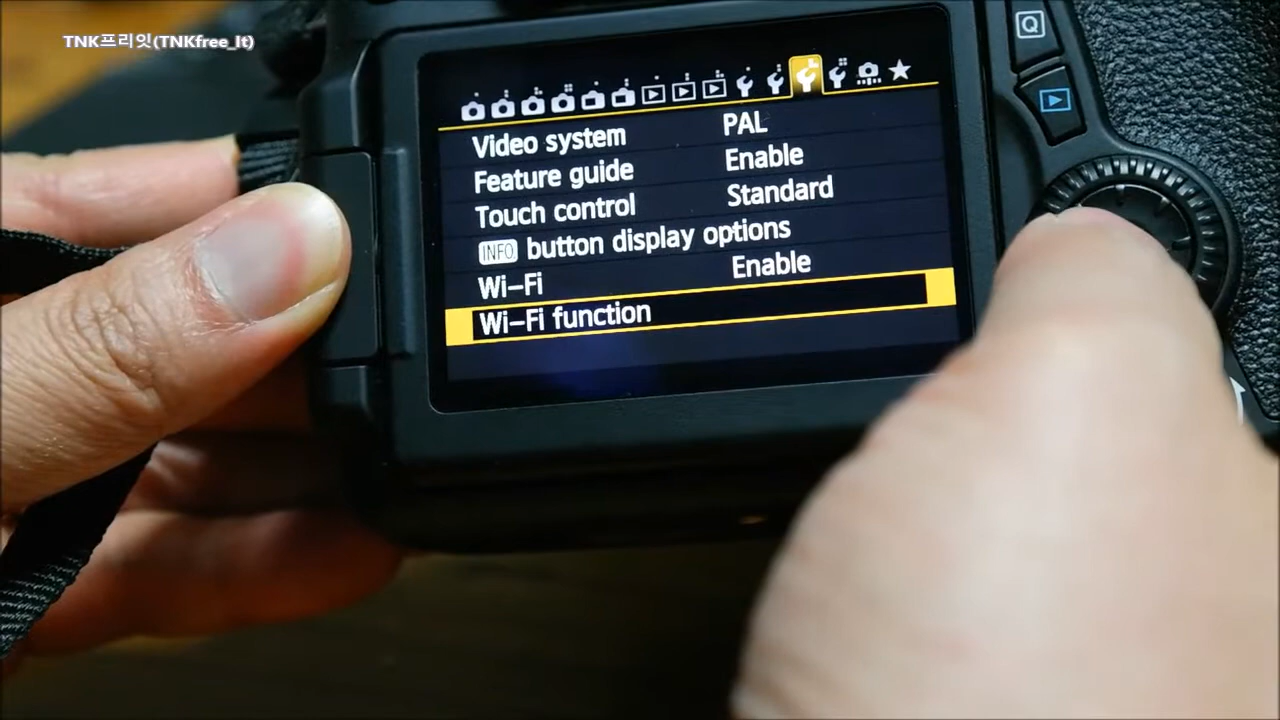 TNK프리잇(TNKfree_It)
Q
Video system PAL
Feature guide Enable
Touch control Standard
INFO button display options
Wi-Fi Enable
Wi-Fi function